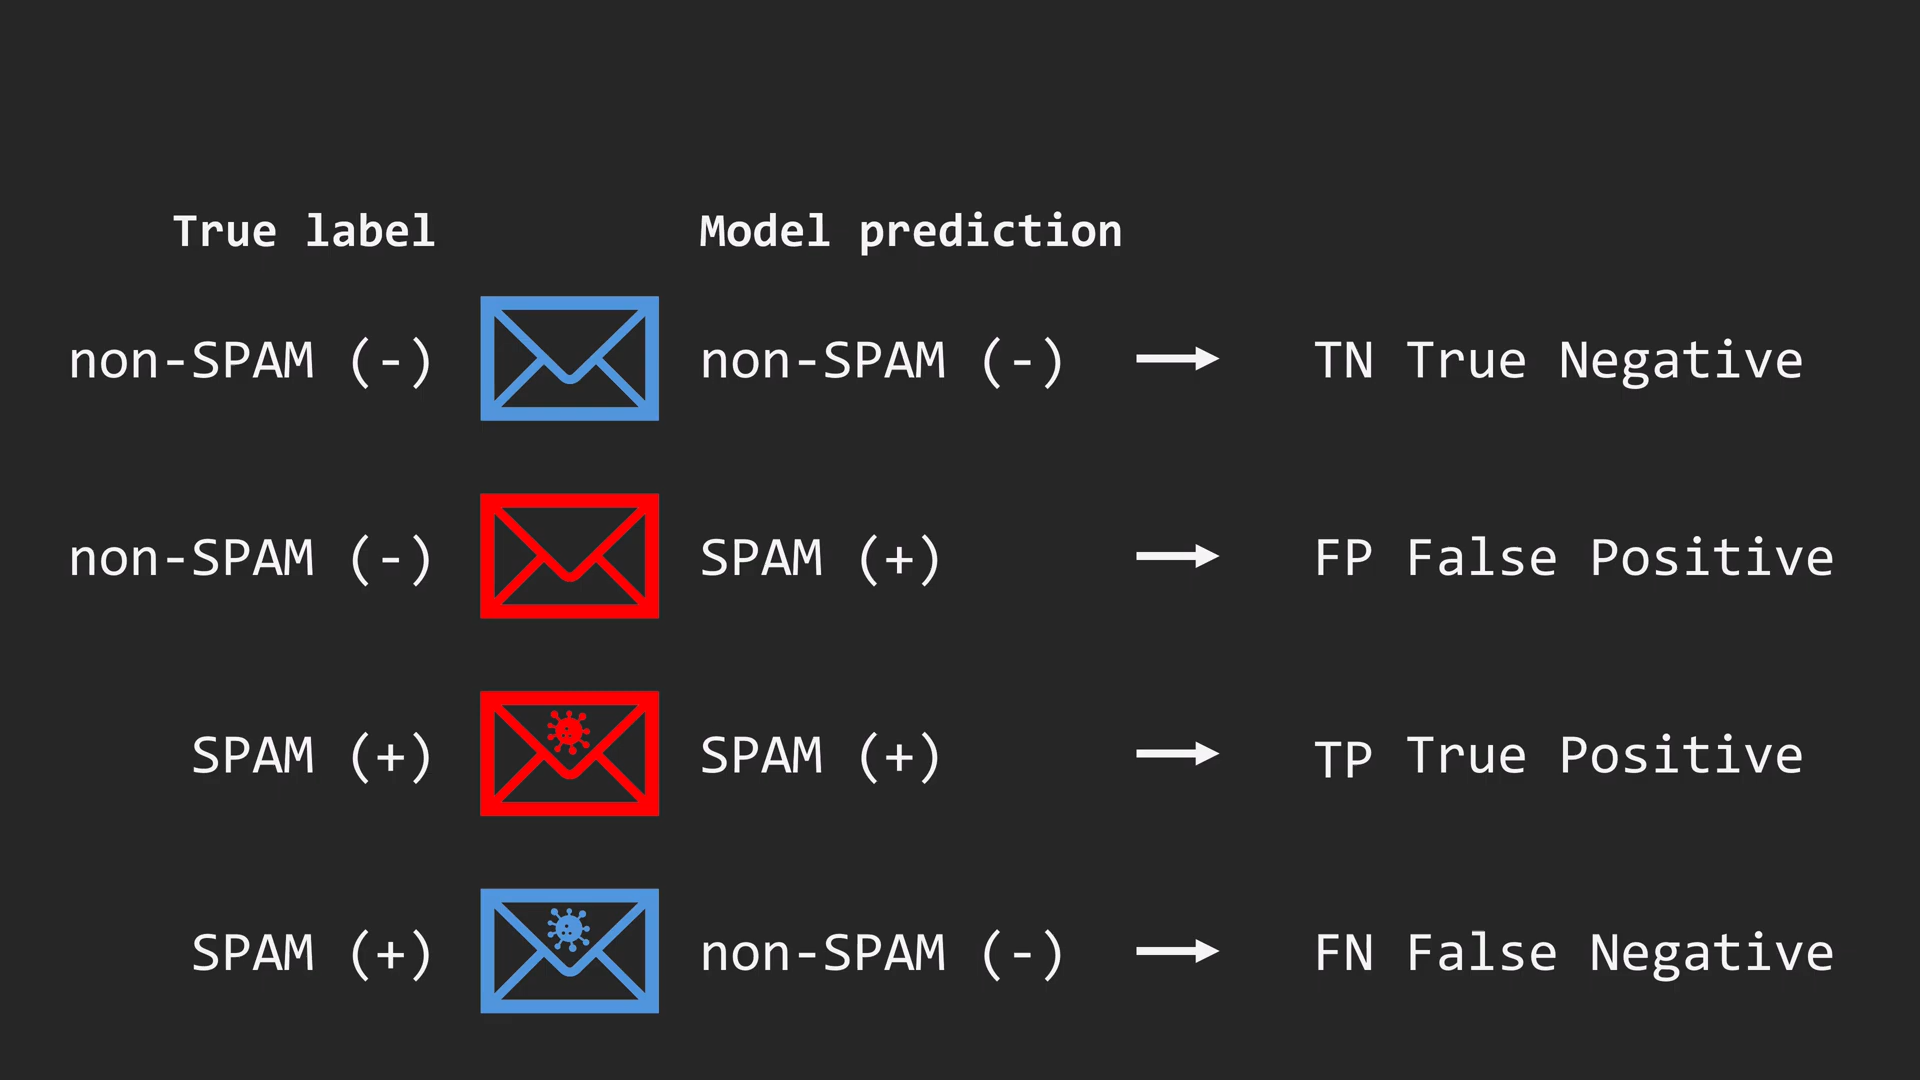 True label Model prediction
non-SPAM (-) non-SPAM (-) TN True Negative
non-SPAM (-) SPAM (+) FP False Positive
SPAM (+) SPAM (+) TP True Positive
SPAM (+) non-SPAM (-) FN False Negative